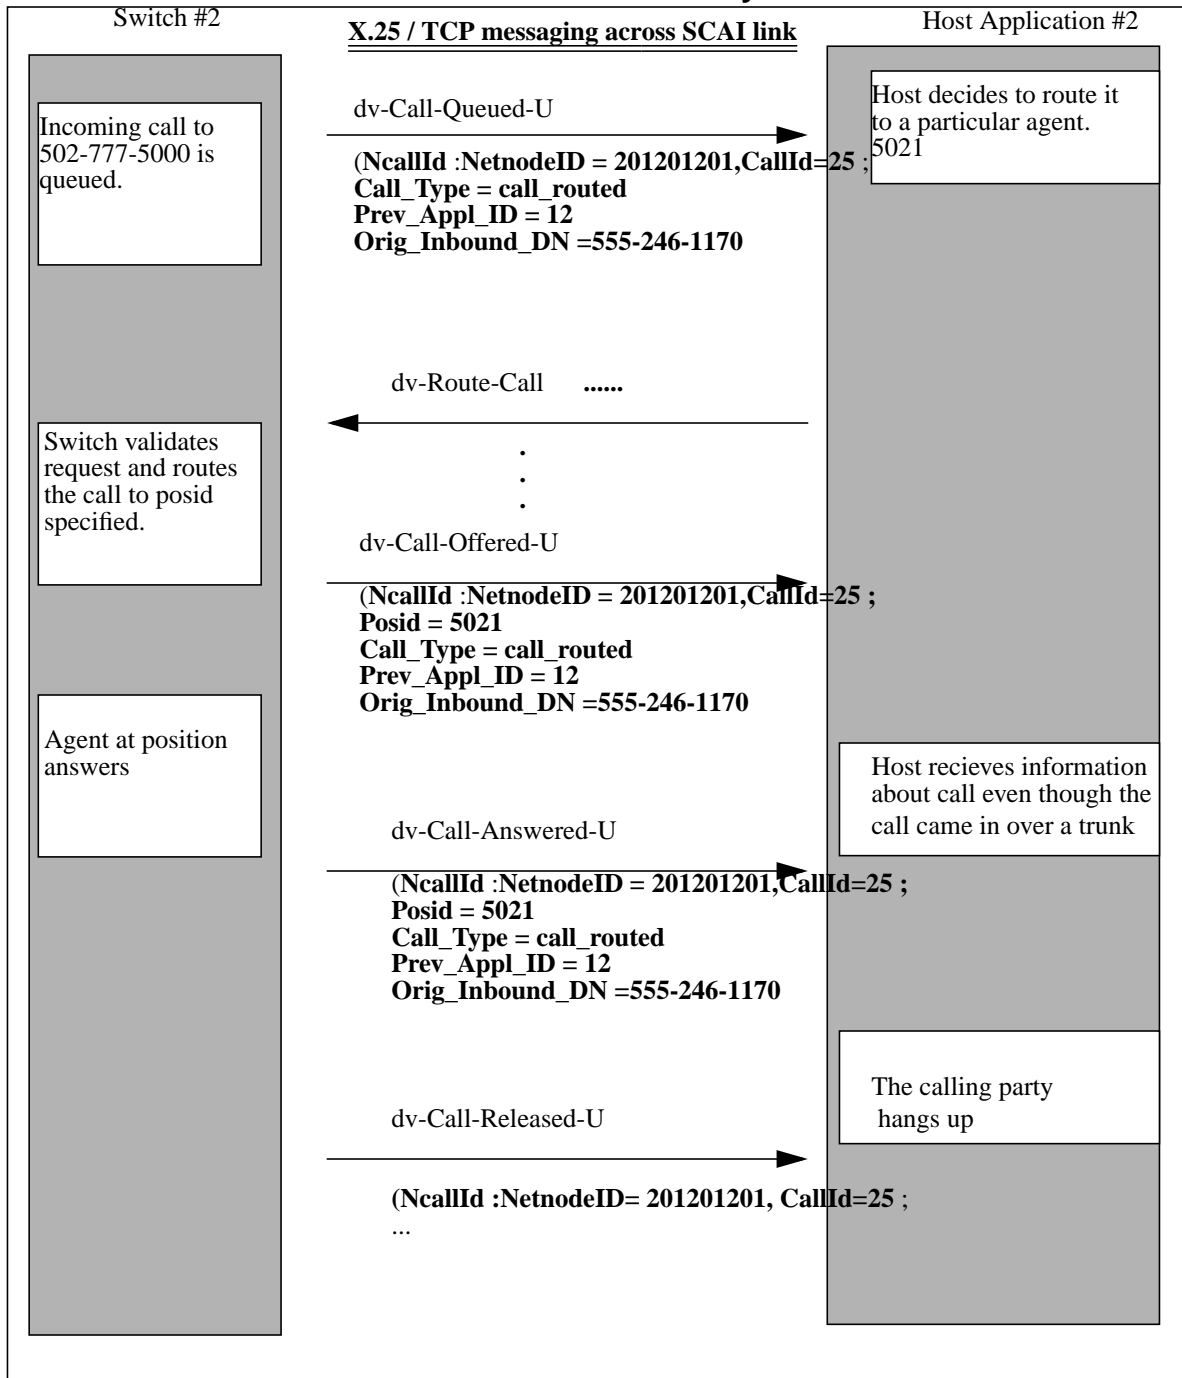 Switch #2
X.25 / TCP messaging across SCAI link
Host Application #2
Incoming call to
502-777-5000 is
queued.
dv-Call-Queued-U
(NcallId :NetnodeID = 201201201,CallId=25 ;
Call_Type = call_routed
Prev_Appl_ID = 12
Orig_Inbound_DN =555-246-1170
Host decides to route it
to a particular agent.
5021
dv-Route-Call ......
.
.
.
Switch validates
request and routes
the call to posid
specified.
dv-Call-Offered-U
(NcallId :NetnodeID = 201201201,CallId=25 ;
Posid = 5021
Call_Type = call_routed
Prev_Appl_ID = 12
Orig_Inbound_DN =555-246-1170
Agent at position
answers
Host recieves information
about call even though the
call came in over a trunk
dv-Call-Answered-U
(NcallId :NetnodeID = 201201201,CallId=25 ;
Posid = 5021
Call_Type = call_routed
Prev_Appl_ID = 12
Orig_Inbound_DN =555-246-1170
The calling party
hangs up
dv-Call-Released-U
(NcallId :NetnodeID= 201201201, CallId=25 ;
...